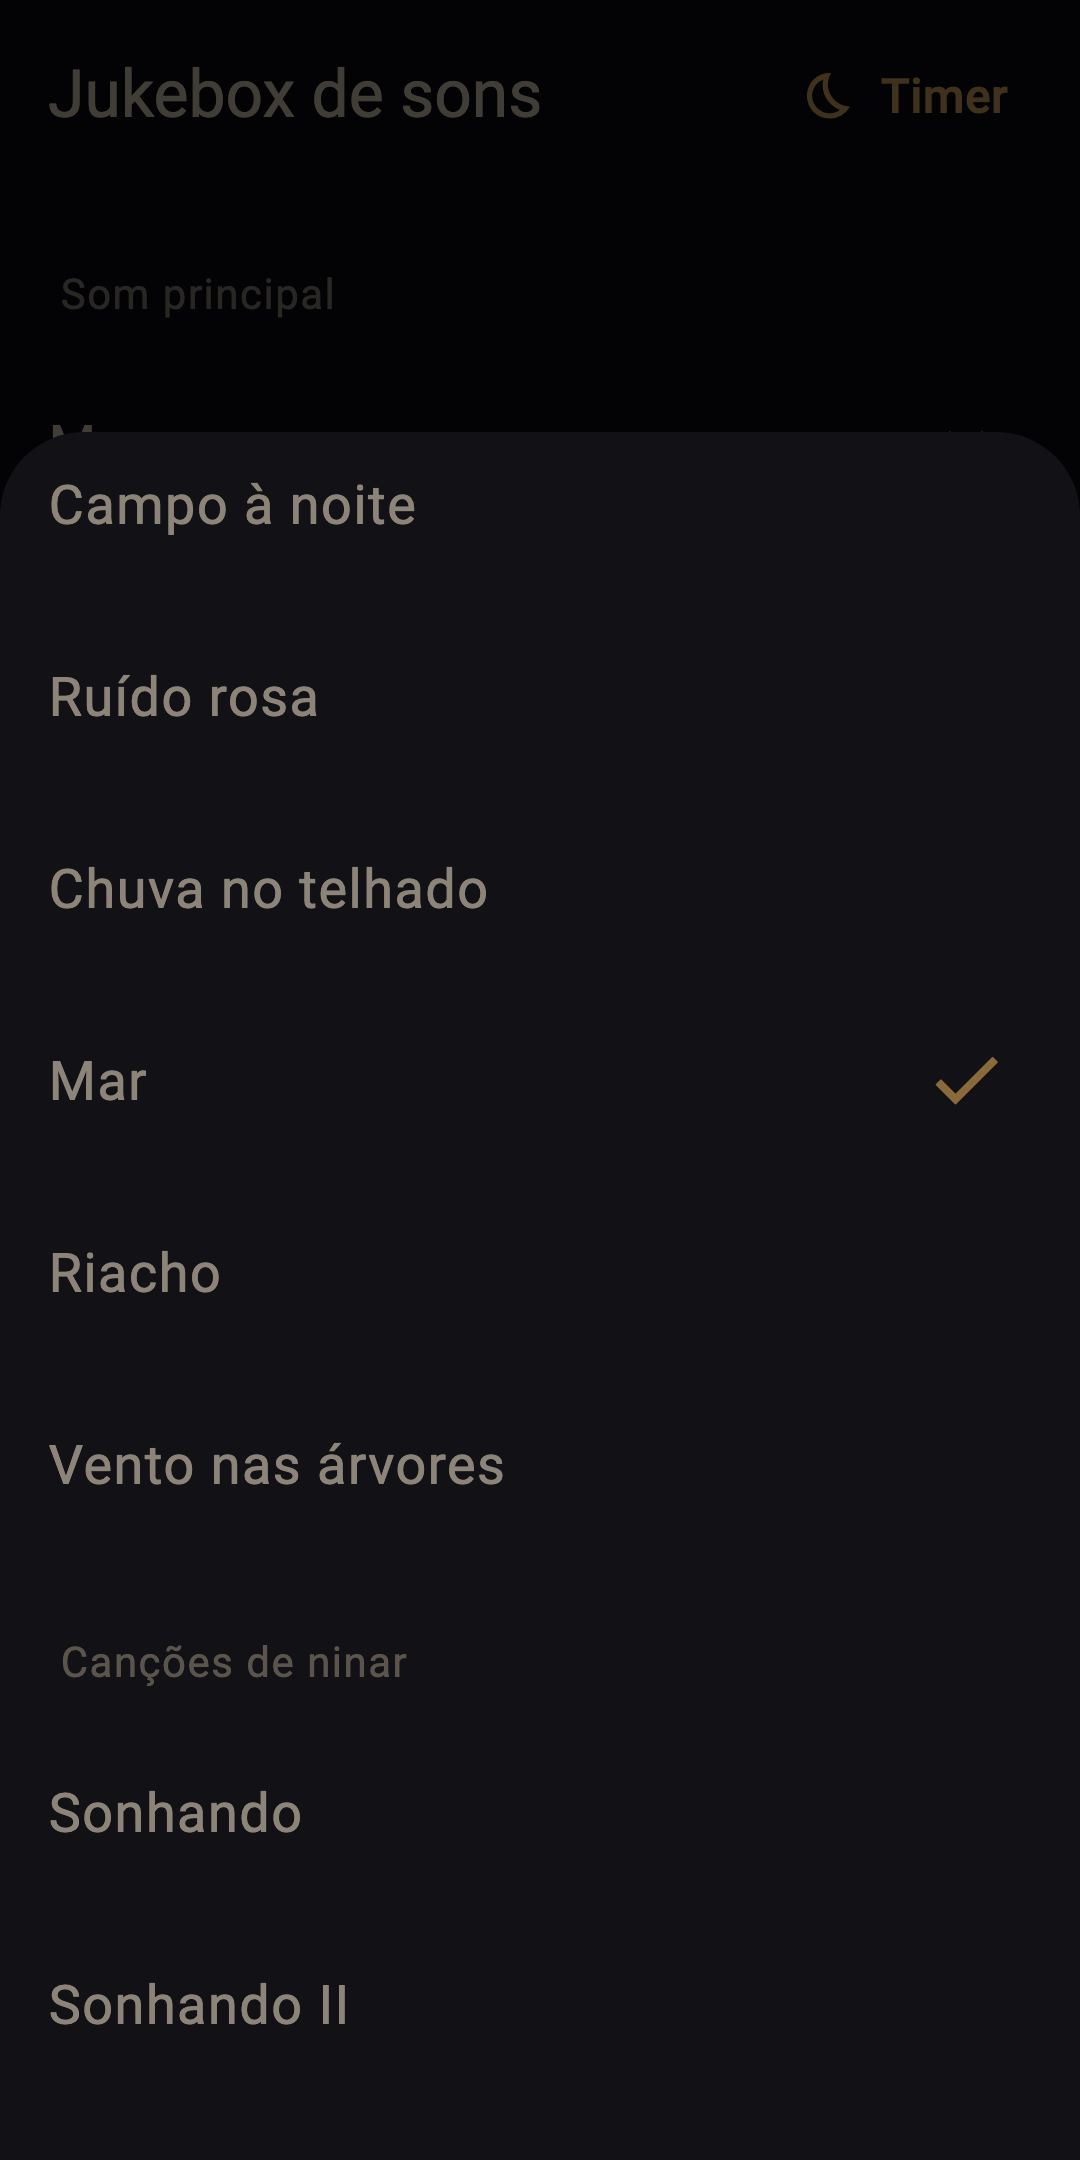 Jukebox de sons
Timer
Som principal
Campo à noite
Ruído rosa
Chuva no telhado
Mar
Riacho
Vento nas árvores
Canções de ninar
Sonhando
Sonhando II